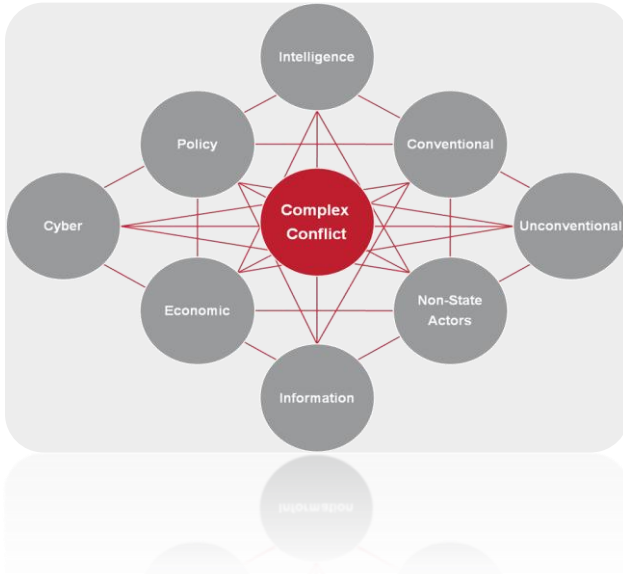 Intelligence
Policy
Conventional
Complex
Conflict
Cyber
Unconventional
Economic
Non-State
Actors
Information